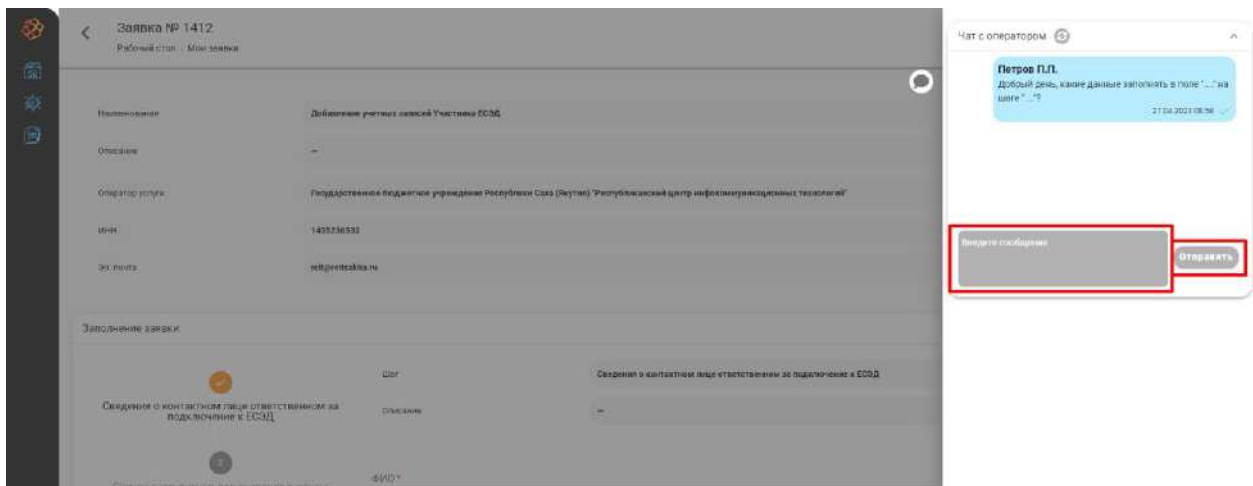 Заявка № 1412
Рабочий стол Мои заявки
Наименование
Добавление учетных записей Участника ЕСЭД
Описание
—
Оператор услуги
Государственное бюджетное учреждение Республики Саха (Якутия) "Республиканский центр инфокоммуникационных технологий"
ИНН
Эл. почта
Заполнение заявки
Сведения о контактном лице ответственном за
подключение к ЕСЭД
2
Шаг
Сведения о контактном лице ответственном за подключение к ЕСЭД
Описание
—
ФИО *
Чат с оператором
Петров П.П.
Добрый день, какие данные заполнять в поле "..." на
шаге "..."?
27.04.2023 08:58
Введите сообщение
Отправить